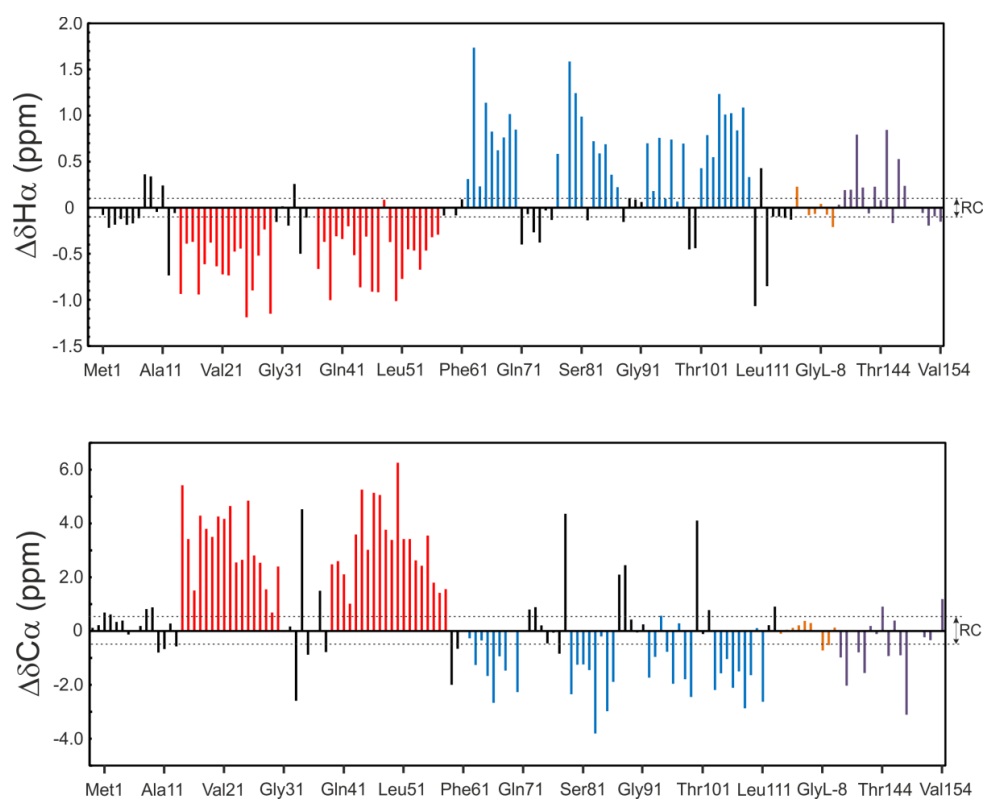 2.0
1.5
1.0
0.5
0
-0.5
-1.0
-1.5
ΔδHα (ppm)
RC
Met1 Ala11 Val21 Gly31 Gln41 Leu51 Phe61 Gln71 Ser81 Gly91 Thr101 Leu111 GlyL-8 Thr144 Val154
6.0
4.0
2.0
0
-2.0
-4.0
ΔδCα (ppm)
RC
Met1 Ala11 Val21 Gly31 Gln41 Leu51 Phe61 Gln71 Ser81 Gly91 Thr101 Leu111 GlyL-8 Thr144 Val154